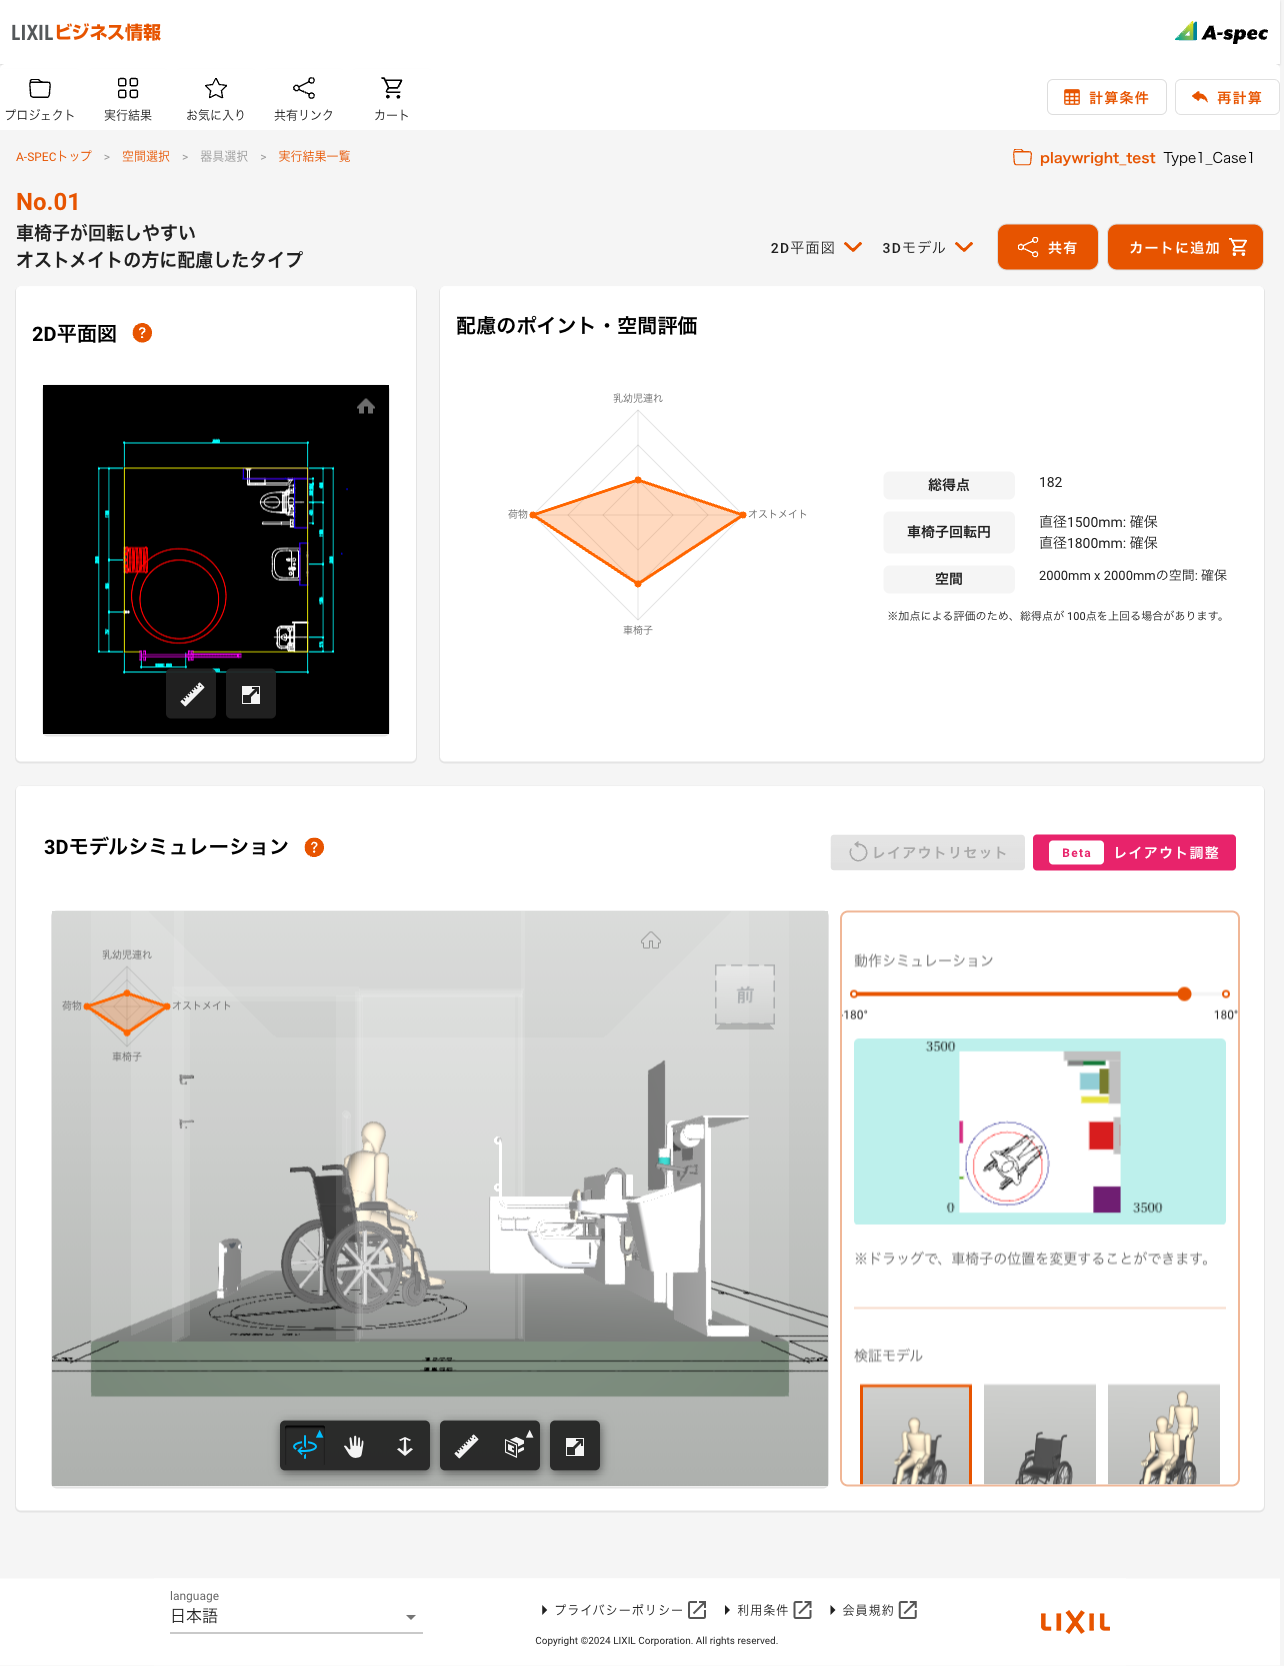 LIXILビジネス情報
A-spec
プロジェクト
実行結果
お気に入り
共有リンク
カート
計算条件
再計算
A-SPECトップ > 空間選択 > 器具選択 > 実行結果一覧
playwright_test Type1_Case1
No.01
車椅子が回転しやすい
オストメイトの方に配慮したタイプ
2D平面図
3Dモデル
共有
カートに追加
2D平面図 ?
配慮のポイント・空間評価
乳幼児連れ
荷物
オストメイト
車椅子
総得点 182
車椅子回転円 直径1500mm: 確保
直径1800mm: 確保
空間 2000mm x 2000mmの空間: 確保
※加点による評価のため、総得点が 100点を上回る場合があります。
3Dモデルシミュレーション ?
レイアウトリセット
Beta レイアウト調整
乳幼児連れ
荷物
オストメイト
車椅子
前
動作シミュレーション
-180°
180°
3500
0
3500
※ドラッグで、車椅子の位置を変更することができます。
検証モデル
language
日本語
プライバシーポリシー
利用条件
会員規約
Copyright ©2024 LIXIL Corporation. All rights reserved.
LIXIL